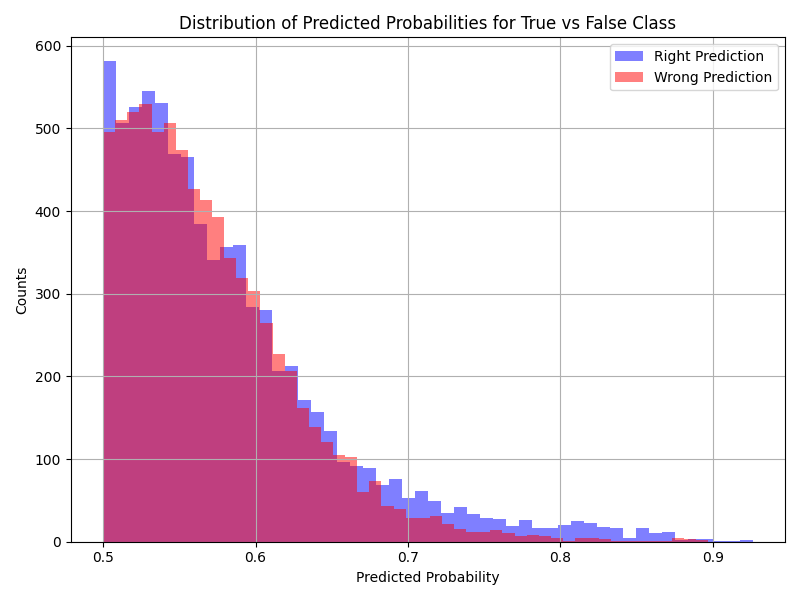 Distribution of Predicted Probabilities for True vs False Class
Right Prediction
Wrong Prediction
Counts
600
500
400
300
200
100
0
0.5 0.6 0.7 0.8 0.9
Predicted Probability